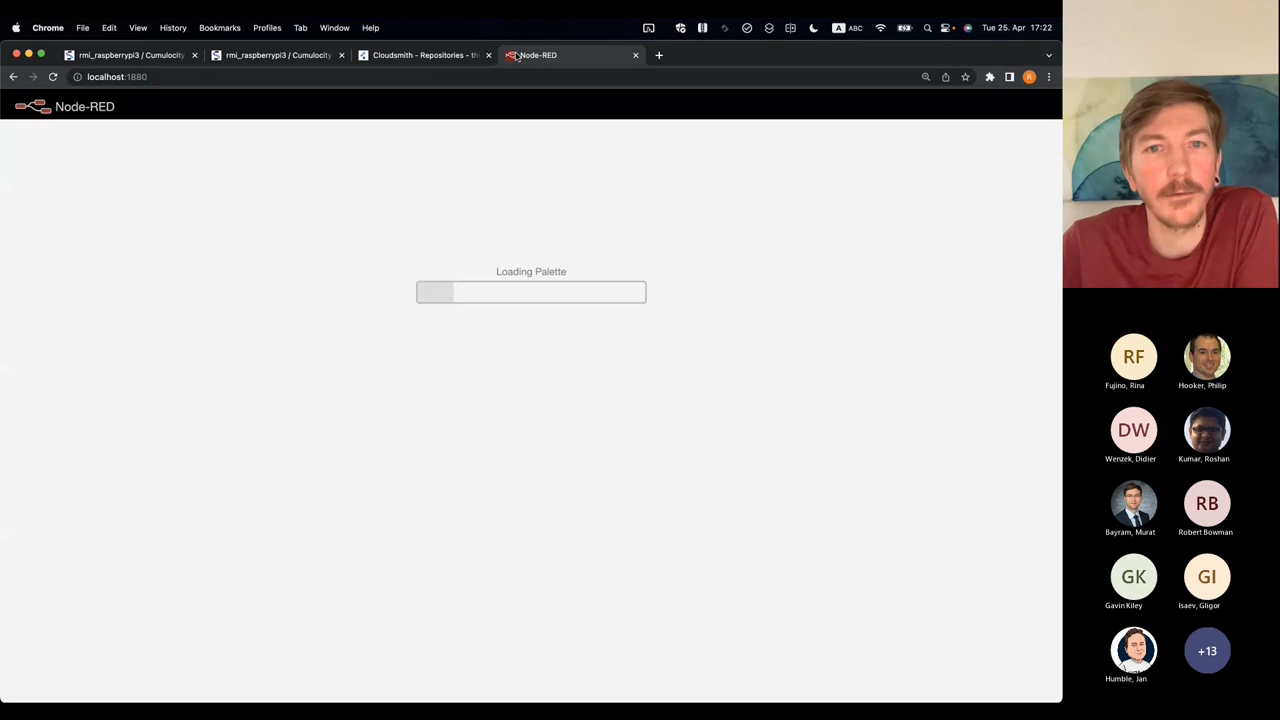 Chrome File Edit View History Bookmarks Profiles Tab Window Help
A ABC Tue 25. Apr 17:22
rmi_raspberrypi3 / Cumulocity
rmi_raspberrypi3 / Cumulocity
Cloudsmith - Repositories - th
Node-RED
localhost:1880
R
Node-RED
Loading Palette
RF
Fujino, Rina
Hooker, Philip
DW
Wenzek, Didier
Kumar, Roshan
Bayram, Murat
RB
Robert Bowman
GK
Gavin Kiley
GI
Isaev, Gligor
Humble, Jan
+13